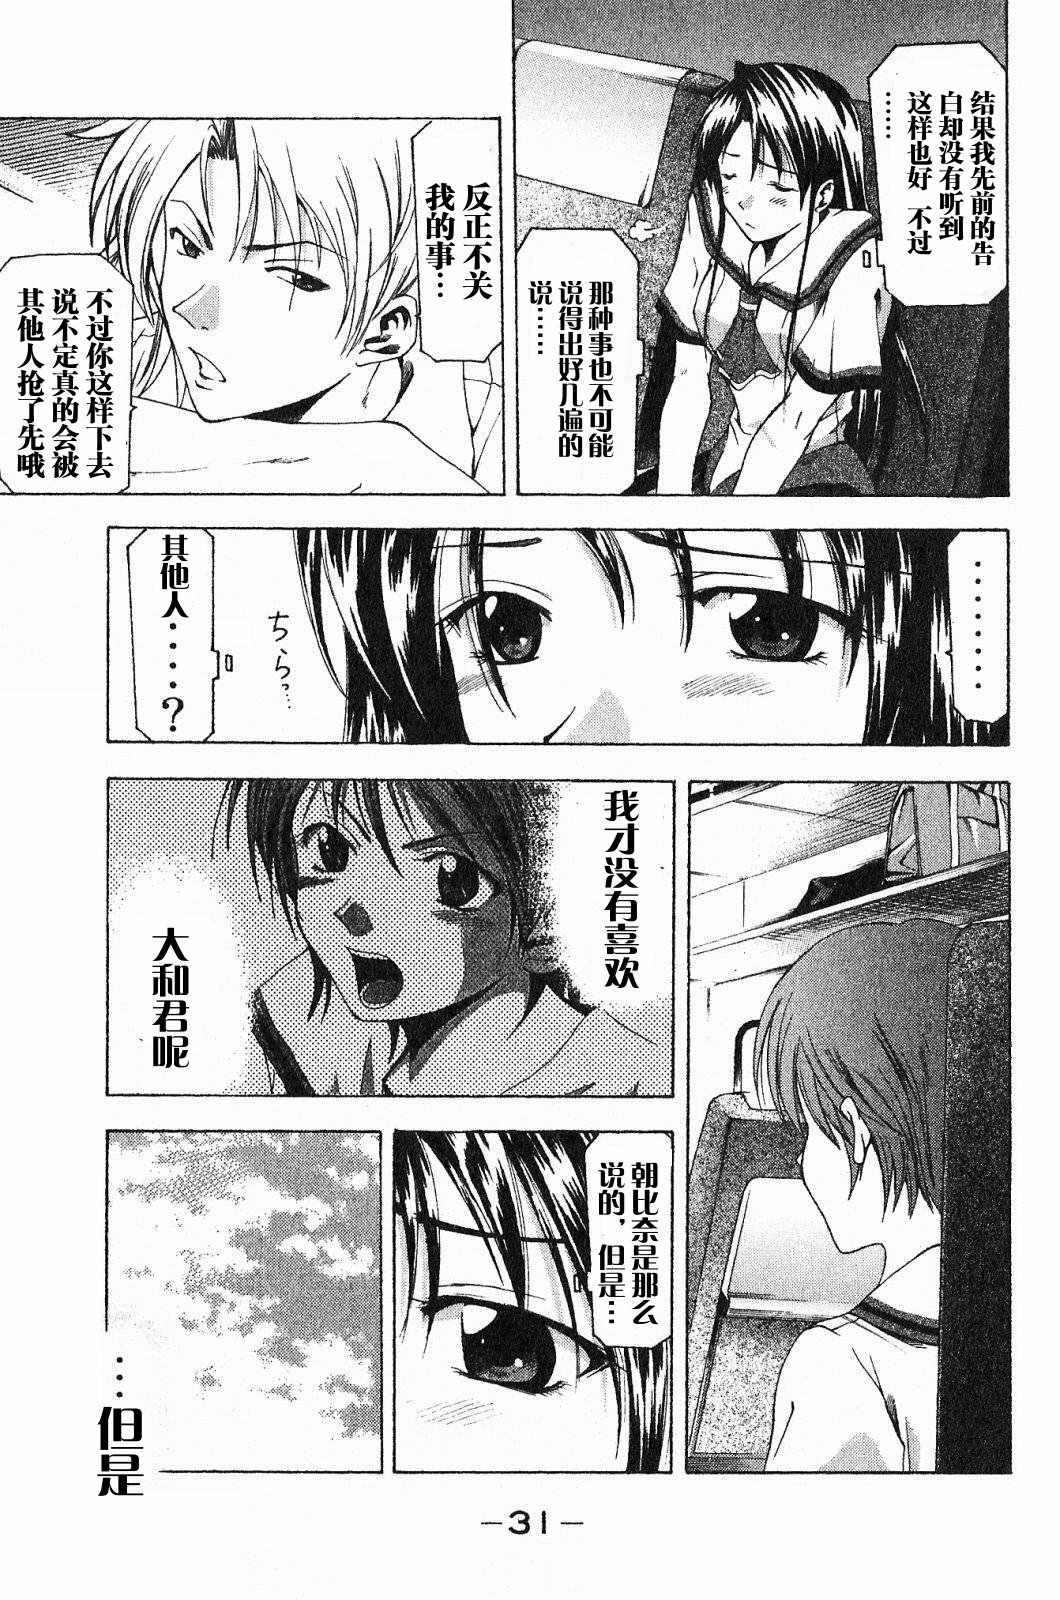 结果我先前的告
白却没有听到
这样也好 不过
……
那种事也不可能
说得出好几遍的
说……
反正不关
我的事…
不过你这样下去
说不定真的会被
其他人抢了先哦
………
ちらっ…
其他人……?
我才没有喜欢
大和君呢
朝比奈是那么
说的，但是…
…但是
—31—